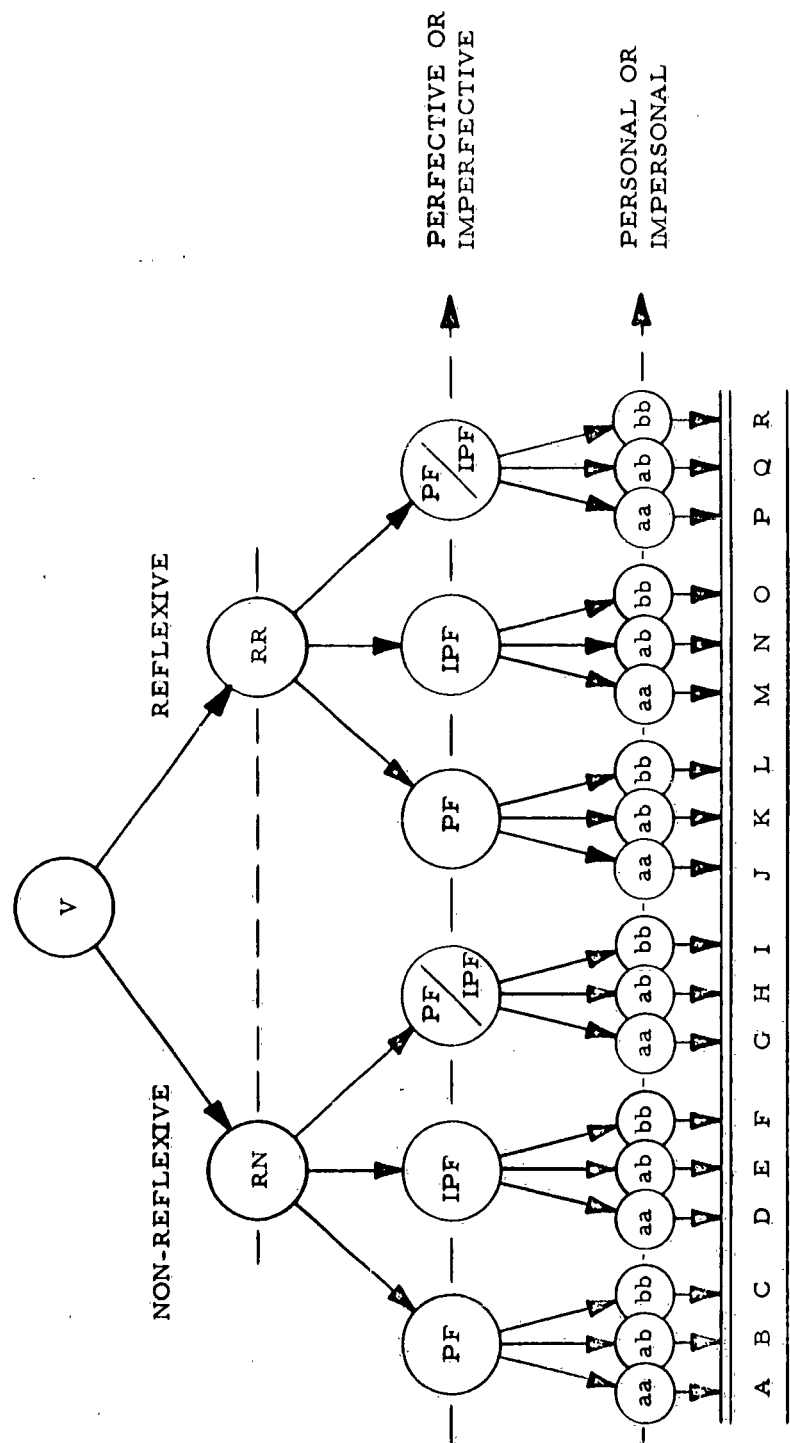 V
NON-REFLEXIVE
REFLEXIVE
RN
RR
PF
IPF
PF
IPF
PF
IPF
PF
IPF
PERFECTIVE OR
IMPERFECTIVE
aa ab bb aa ab bb aa ab bb aa ab bb aa ab bb aa ab bb
PERSONAL OR
IMPERSONAL
A B C D E F G H I J K L M N O P Q R